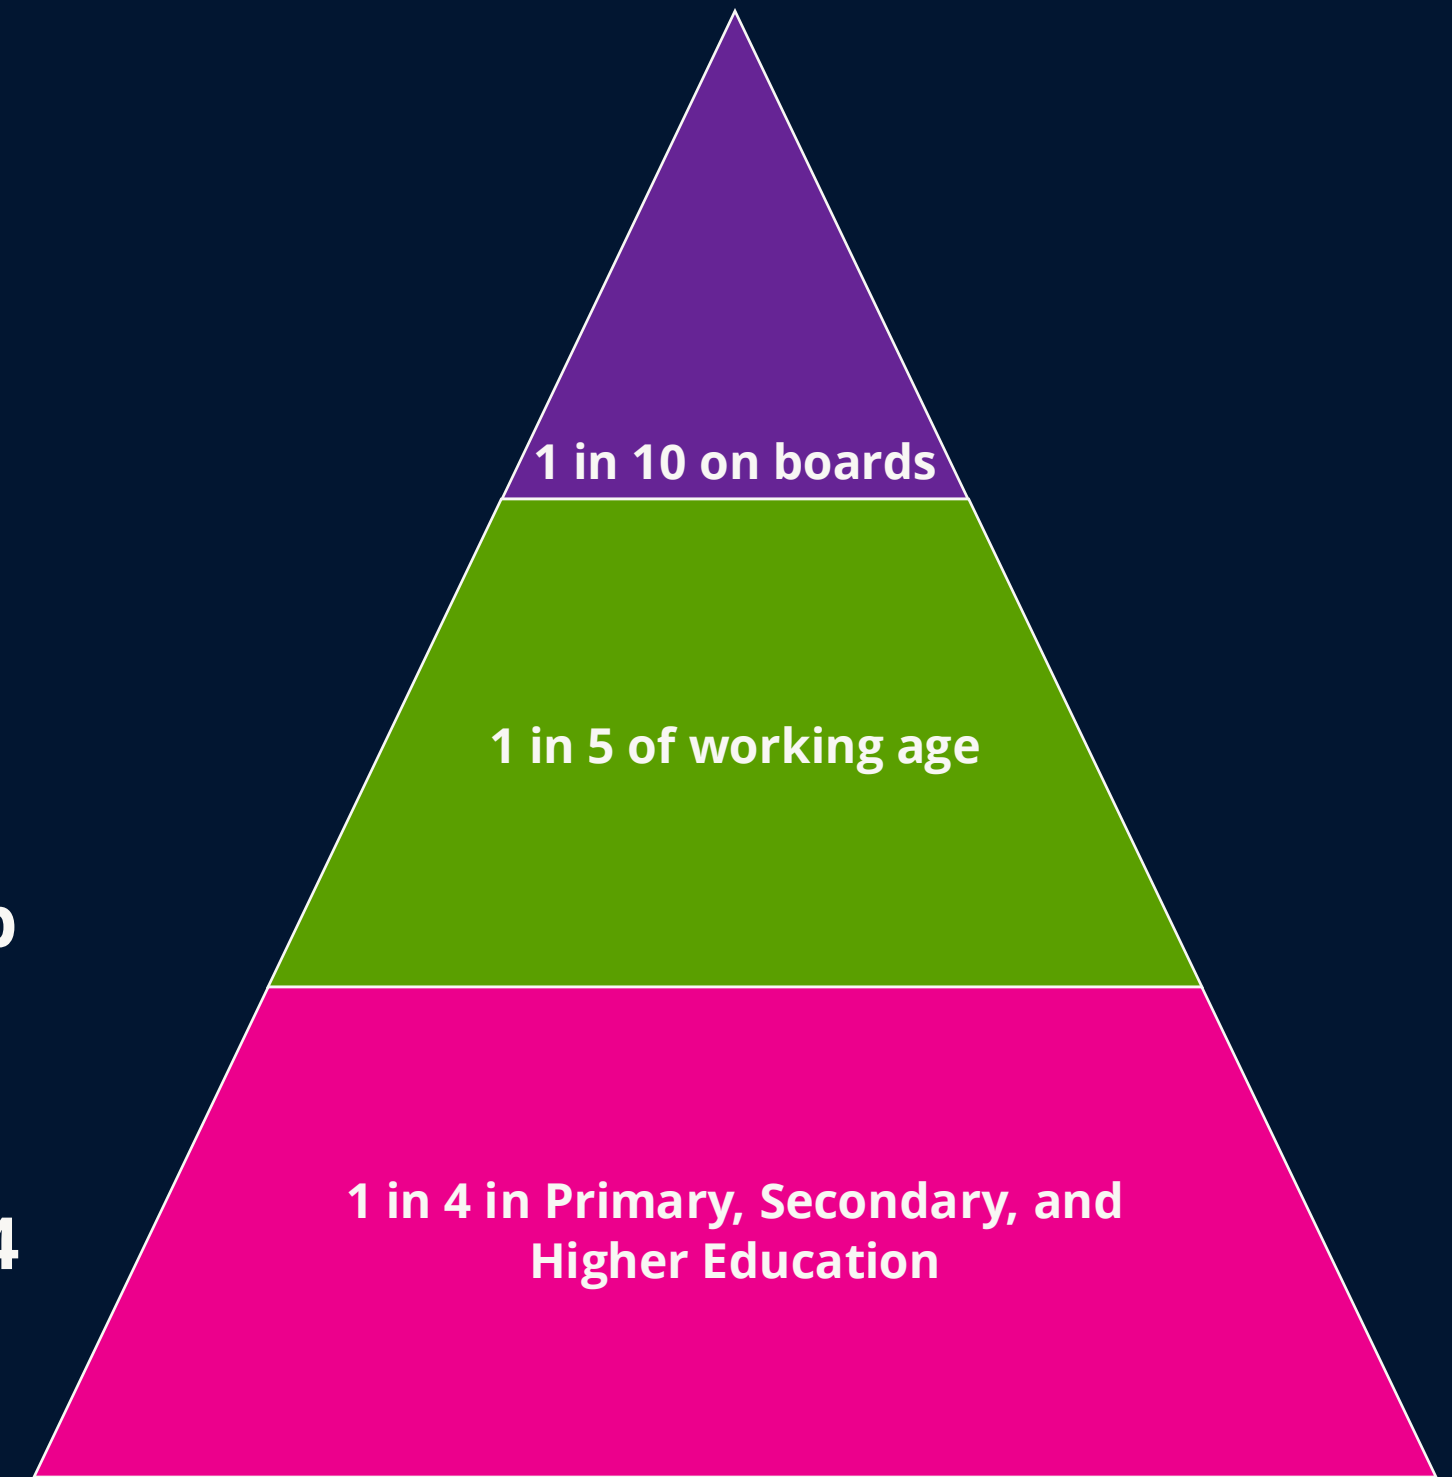 1 in 10 on boards
1 in 5 of working age
1 in 4 in Primary, Secondary, and
Higher Education
4